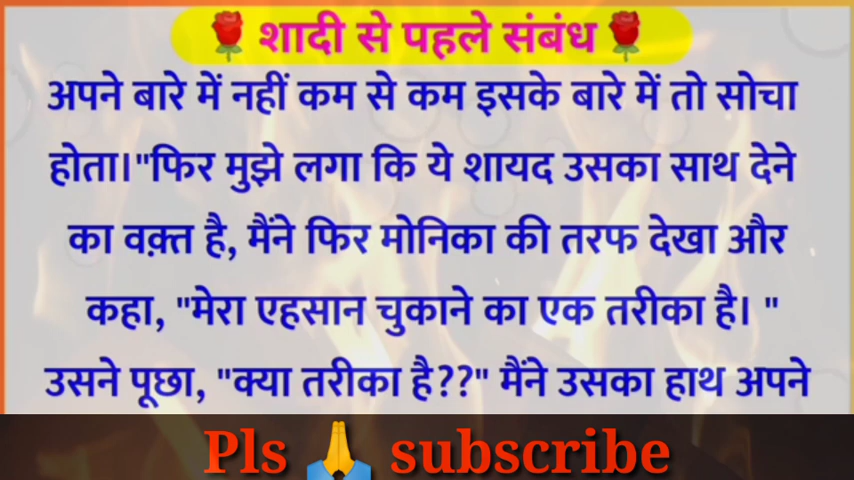 🌹शादी से पहले संबंध🌹
अपने बारे में नहीं कम से कम इसके बारे में तो सोचा
होता।"फिर मुझे लगा कि ये शायद उसका साथ देने
का वक़्त है, मैंने फिर मोनिका की तरफ देखा और
कहा, "मेरा एहसान चुकाने का एक तरीका है। "
उसने पूछा, "क्या तरीका है??" मैंने उसका हाथ अपने
Pls 🙏 subscribe